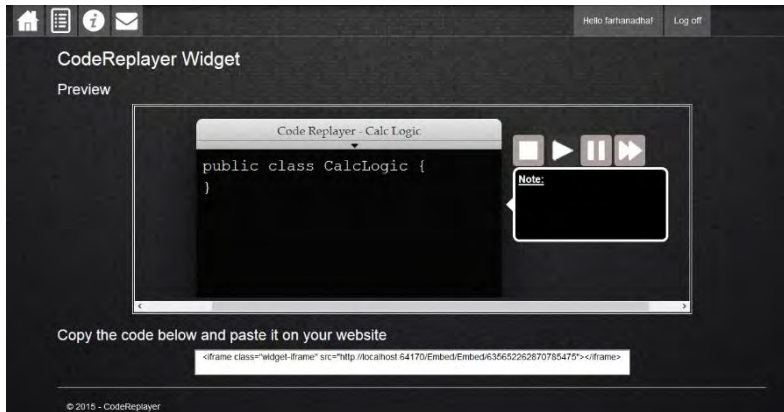 Hello farhanadha!
Log off
CodeReplayer Widget
Preview
Code Replayer - Calc Logic
public class CalcLogic {
}
Note:
Copy the code below and paste it on your website
<iframe class="widget-iframe" src="http://localhost:64170/Embed/Embed/635652262870785475"></iframe>
© 2015 - CodeReplayer